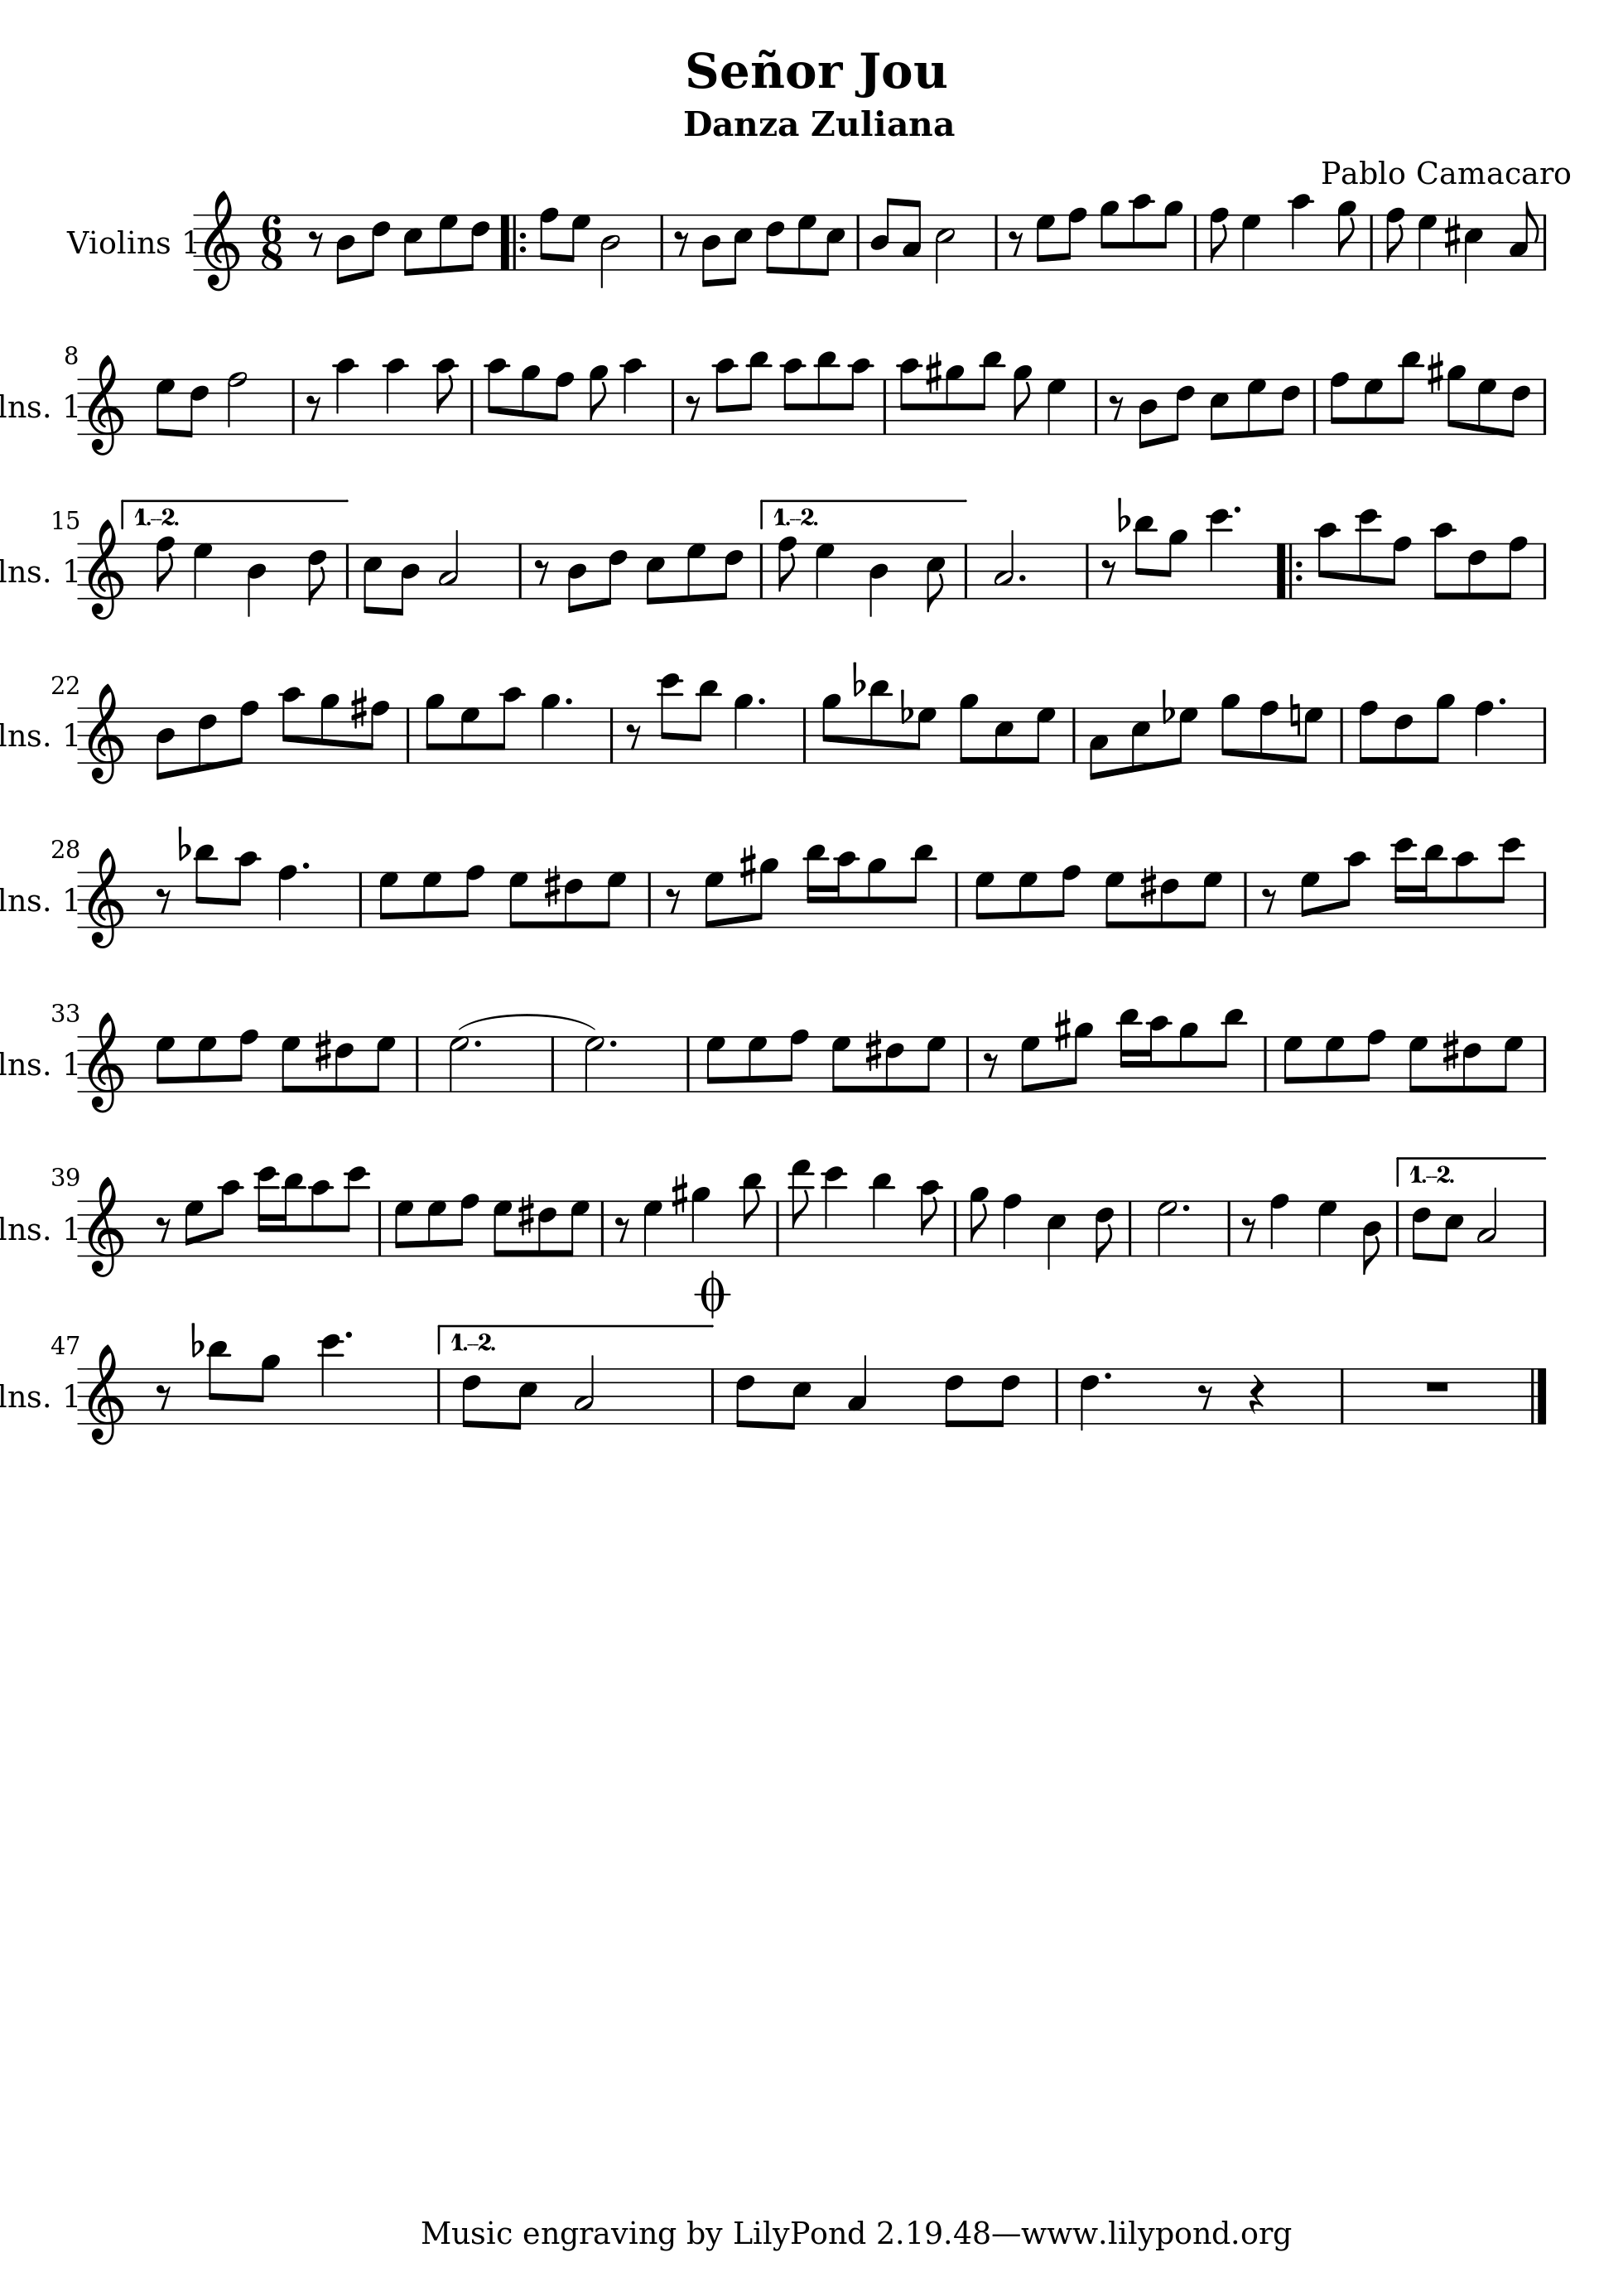 Señor Jou
Danza Zuliana
Pablo Camacaro
Violins 1
6
8
8
lns. 1
15
1.–2.
1.–2.
lns. 1
22
lns. 1
28
lns. 1
33
lns. 1
39
1.–2.
lns. 1
47
1.–2.
lns. 1
Music engraving by LilyPond 2.19.48—www.lilypond.org